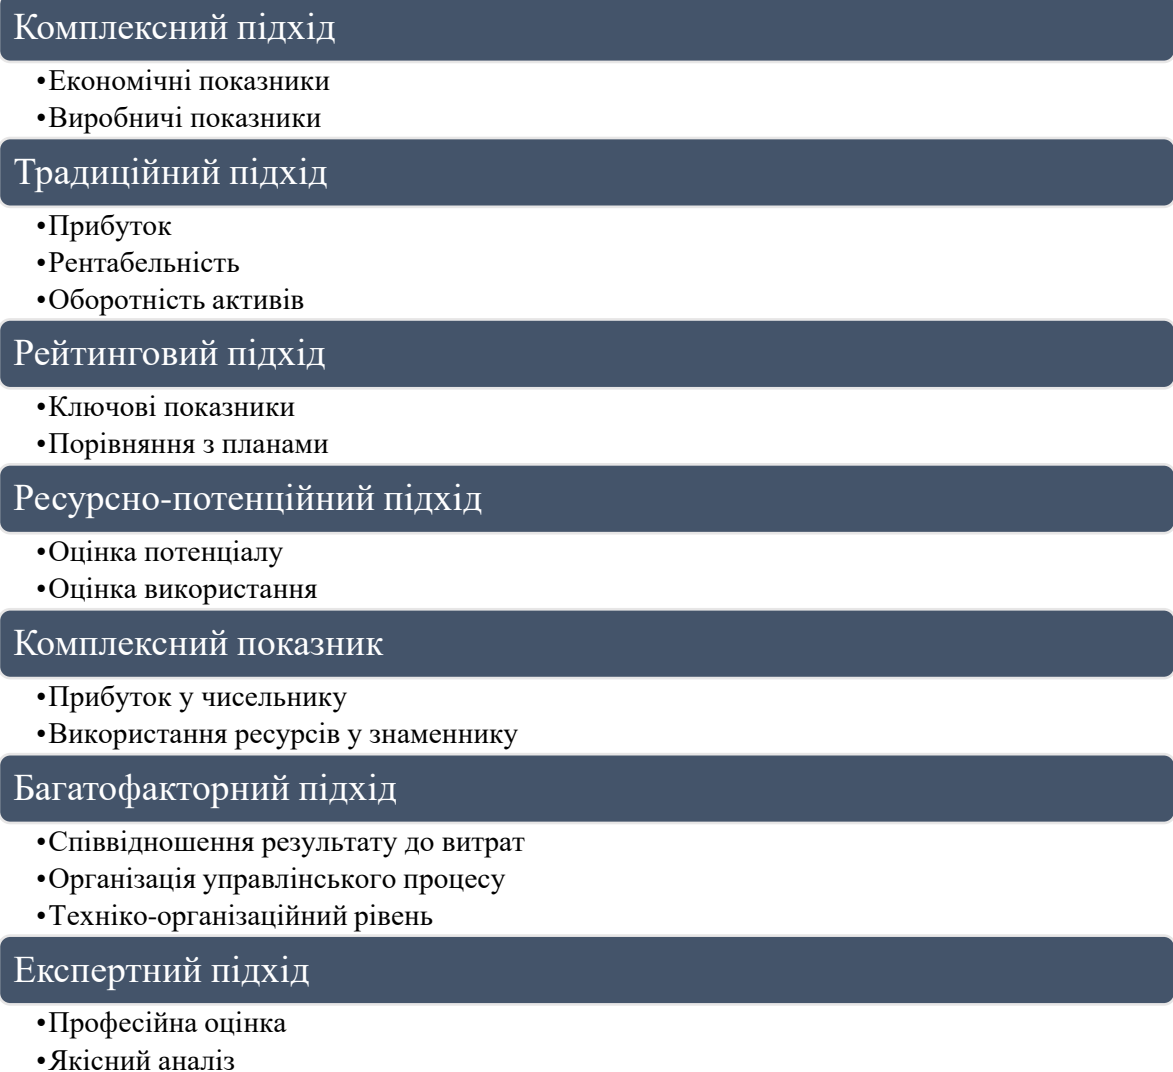 Комплексний підхід
•Економічні показники
•Виробничі показники
Традиційний підхід
•Прибуток
•Рентабельність
•Оборотність активів
Рейтинговий підхід
•Ключові показники
•Порівняння з планами
Ресурсно-потенційний підхід
•Оцінка потенціалу
•Оцінка використання
Комплексний показник
•Прибуток у чисельнику
•Використання ресурсів у знаменнику
Багатофакторний підхід
•Співвідношення результату до витрат
•Організація управлінського процесу
•Техніко-організаційний рівень
Експертний підхід
•Професійна оцінка
•Якісний аналіз